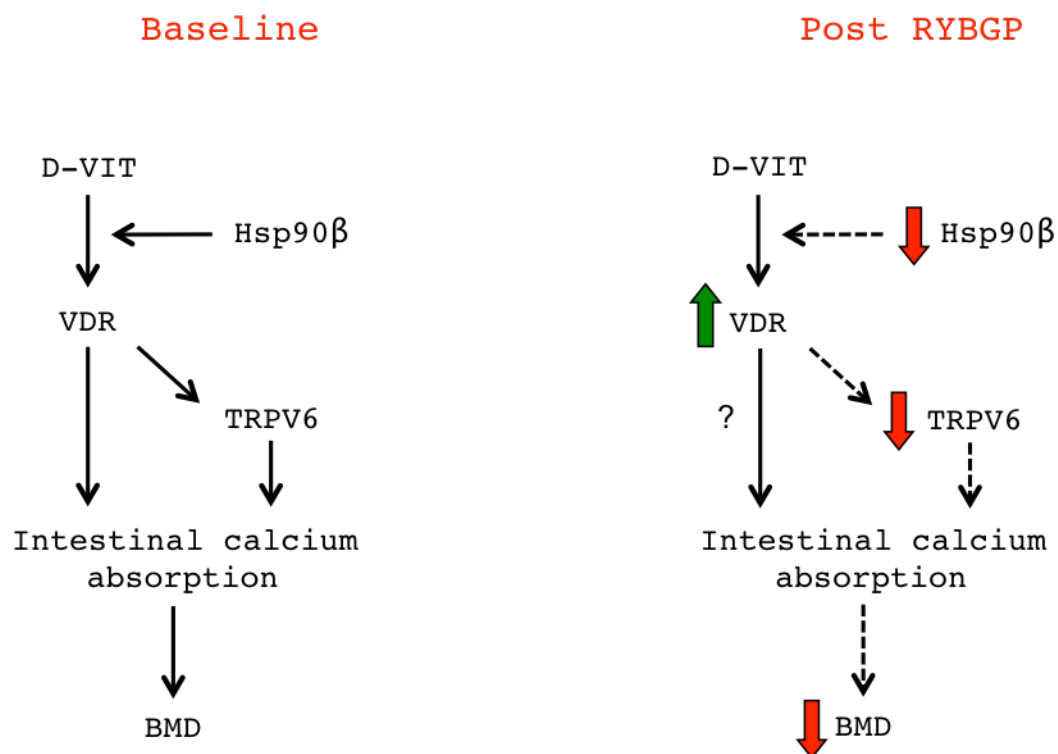 Baseline
Post RYBGP
D-VIT
Hsp90β
VDR
TRPV6
Intestinal calcium
absorption
BMD
D-VIT
Hsp90β
VDR
?
TRPV6
Intestinal calcium
absorption
BMD